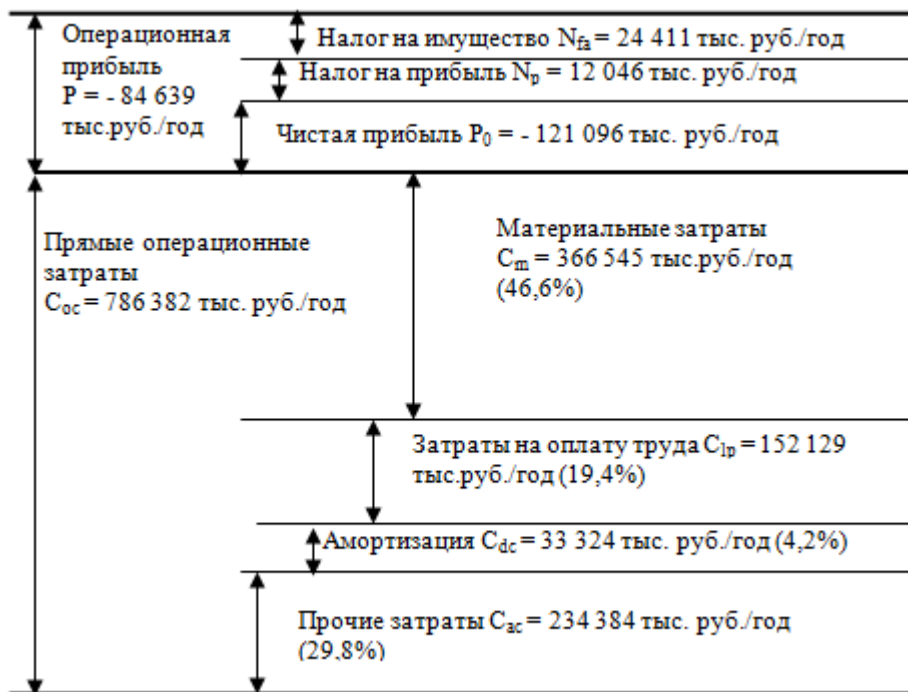 Операционная
прибыль
P = - 84 639
тыс.руб./год
Налог на имущество N_fa = 24 411 тыс. руб./год
Налог на прибыль N_p = 12 046 тыс. руб./год
Чистая прибыль P_0 = - 121 096 тыс. руб./год
Прямые операционные
затраты
C_oc = 786 382 тыс. руб./год
Материальные затраты
C_m = 366 545 тыс.руб./год
(46,6%)
Затраты на оплату труда C_lp = 152 129
тыс.руб./год (19,4%)
Амортизация C_dc = 33 324 тыс. руб./год (4,2%)
Прочие затраты C_ac = 234 384 тыс. руб./год
(29,8%)